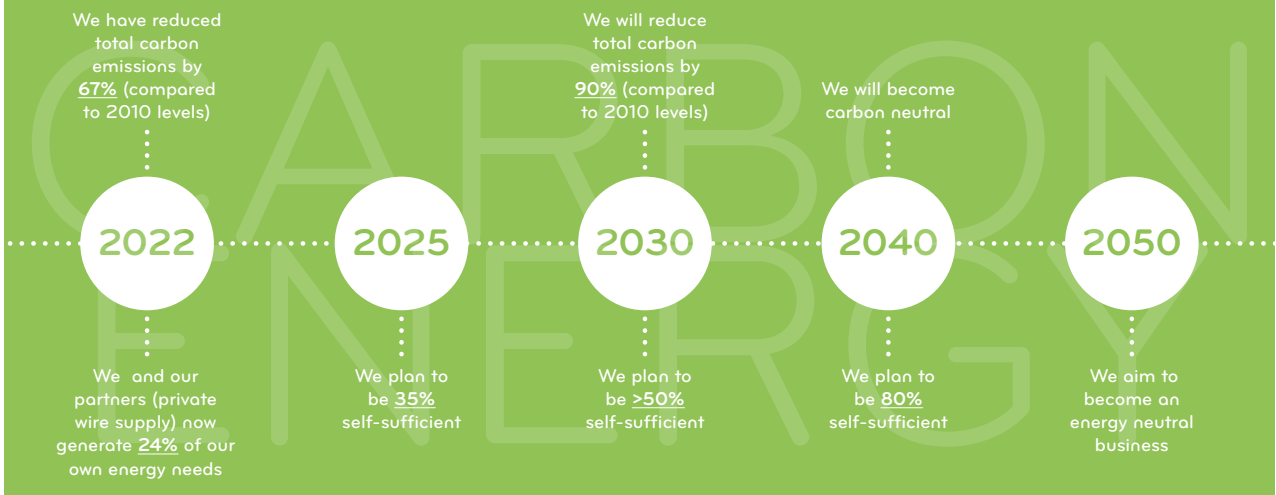 CARBON
ENERGY
We have reduced
total carbon
emissions by
67% (compared
to 2010 levels)
We will reduce
total carbon
emissions by
90% (compared
to 2010 levels)
We will become
carbon neutral
2022
2025
2030
2040
2050
We and our
partners (private
wire supply) now
generate 24% of our
own energy needs
We plan to
be 35%
self-sufficient
We plan to
be >50%
self-sufficient
We plan to
be 80%
self-sufficient
We aim to
become an
energy neutral
business